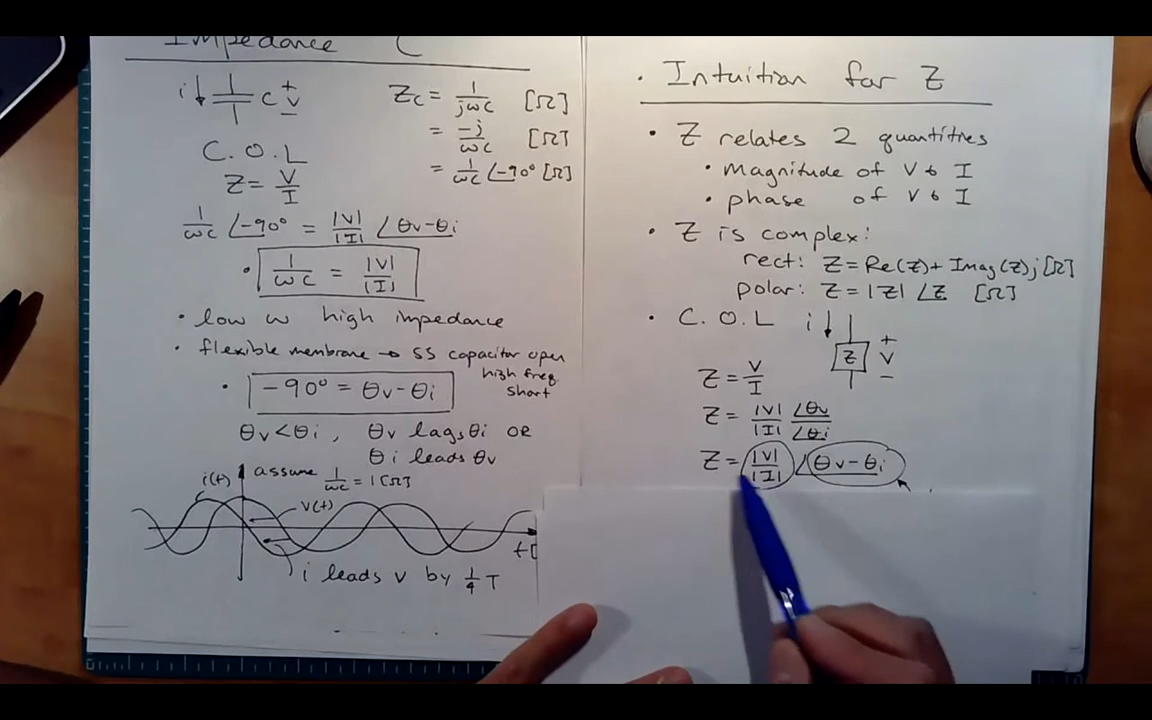 Impedance C
i C + v -
Zc = 1/jωC [Ω]
= -j/ωC [Ω]
= 1/ωC ∠-90° [Ω]
C.O.L
Z = V/I
1/ωC ∠-90° = |V|/|I| ∠θv-θi
• 1/ωC = |V|/|I|
• low ω high impedance
• flexible membrane → SS capacitor open
high freq. short
• -90° = θv-θi
θv<θi, θv lags θi OR
θi leads θv
i(t) assume 1/ωC = 1[Ω]
v(t)
t[
i leads v by 1/4 T
• Intuition for Z
• Z relates 2 quantitres
• magnitude of V & I
• phase of V & I
• Z is complex:
rect: Z=Re(Z)+Imag(Z)j[Ω]
polar: Z=|Z| ∠Z [Ω]
• C.O.L i Z + V -
Z = V/I
Z = |V|/|I| ∠θv/∠θi
Z = |V|/|I| ∠θv-θi